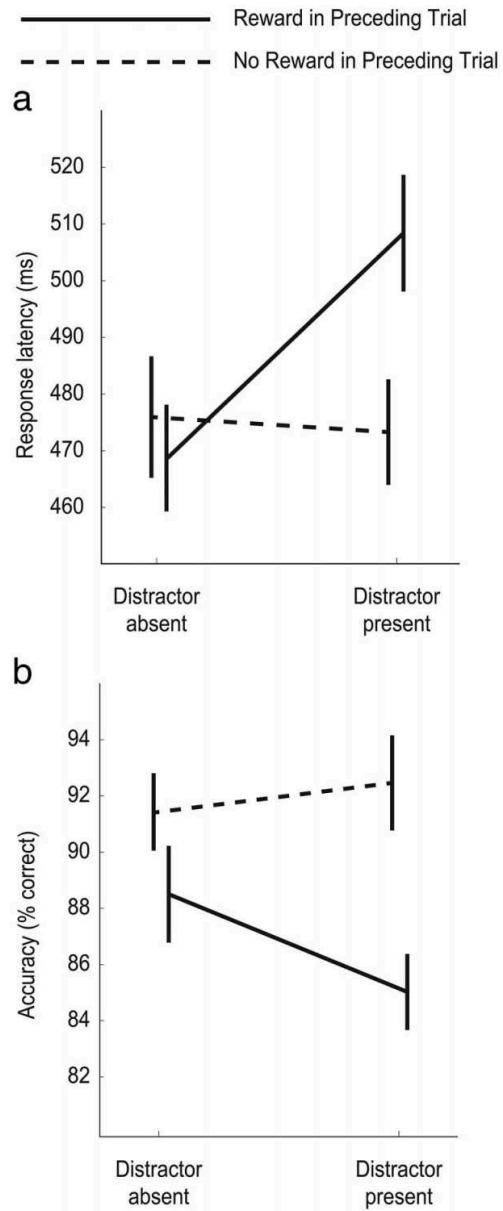 Reward in Preceding Trial
No Reward in Preceding Trial
a
520
510
500
490
480
470
460
Response latency (ms)
Distractor absent
Distractor present
b
94
92
90
88
86
84
82
Accuracy (% correct)
Distractor absent
Distractor present